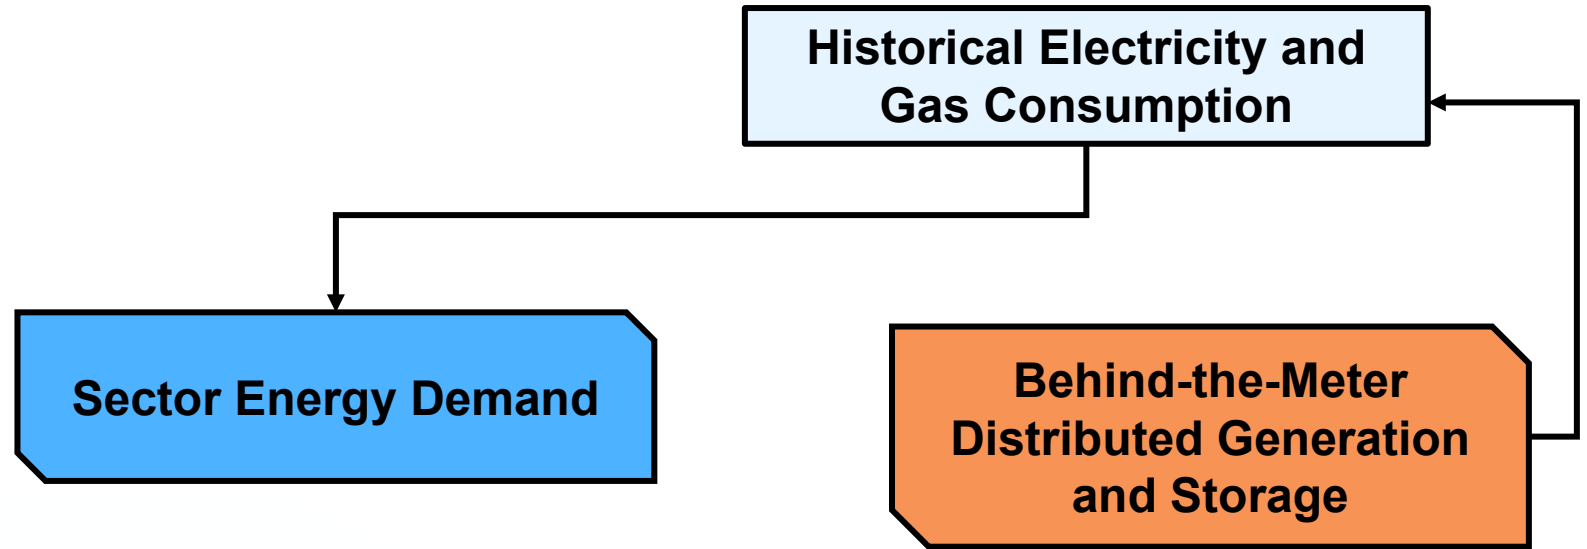 Historical Electricity and
Gas Consumption
Sector Energy Demand
Behind-the-Meter
Distributed Generation
and Storage